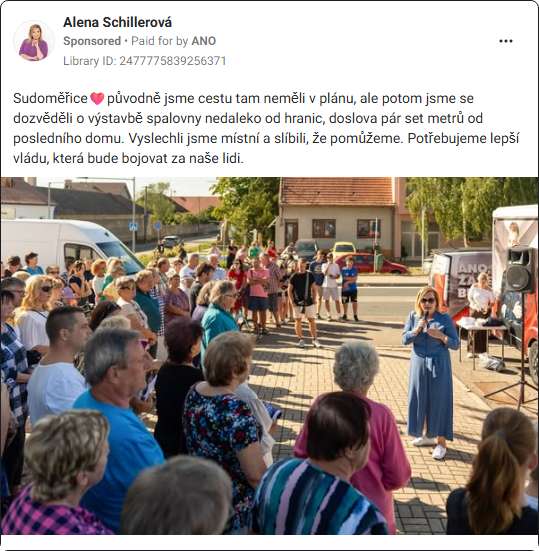 Alena Schillerová
Sponsored • Paid for by ANO
Library ID: 2477775839256371
Sudoměřice💗původně jsme cestu tam neměli v plánu, ale potom jsme se
dozvěděli o výstavbě spalovny nedaleko od hranic, doslova pár set metrů od
posledního domu. Vyslechli jsme místní a slíbili, že pomůžeme. Potřebujeme lepší
vládu, která bude bojovat za naše lidi.
ANO